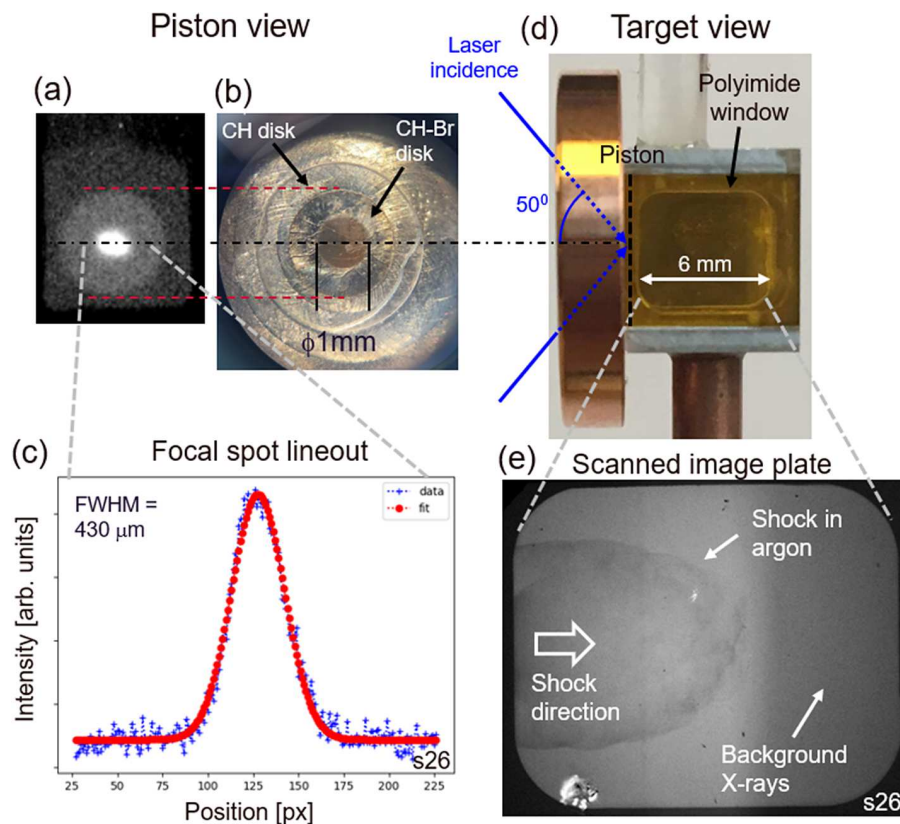 Piston view
Target view
(a)
(b)
CH disk
CH-Br
disk
ϕ1mm
Laser
incidence
(d)
50⁰
Piston
Polyimide
window
6 mm
(c)
Focal spot lineout
FWHM =
430 μm
data
fit
Intensity [arb. units]
25
50
75
100
125
150
175
200
225
Position [px]
s26
(e)
Scanned image plate
Shock in
argon
Shock
direction
Background
X-rays
s26